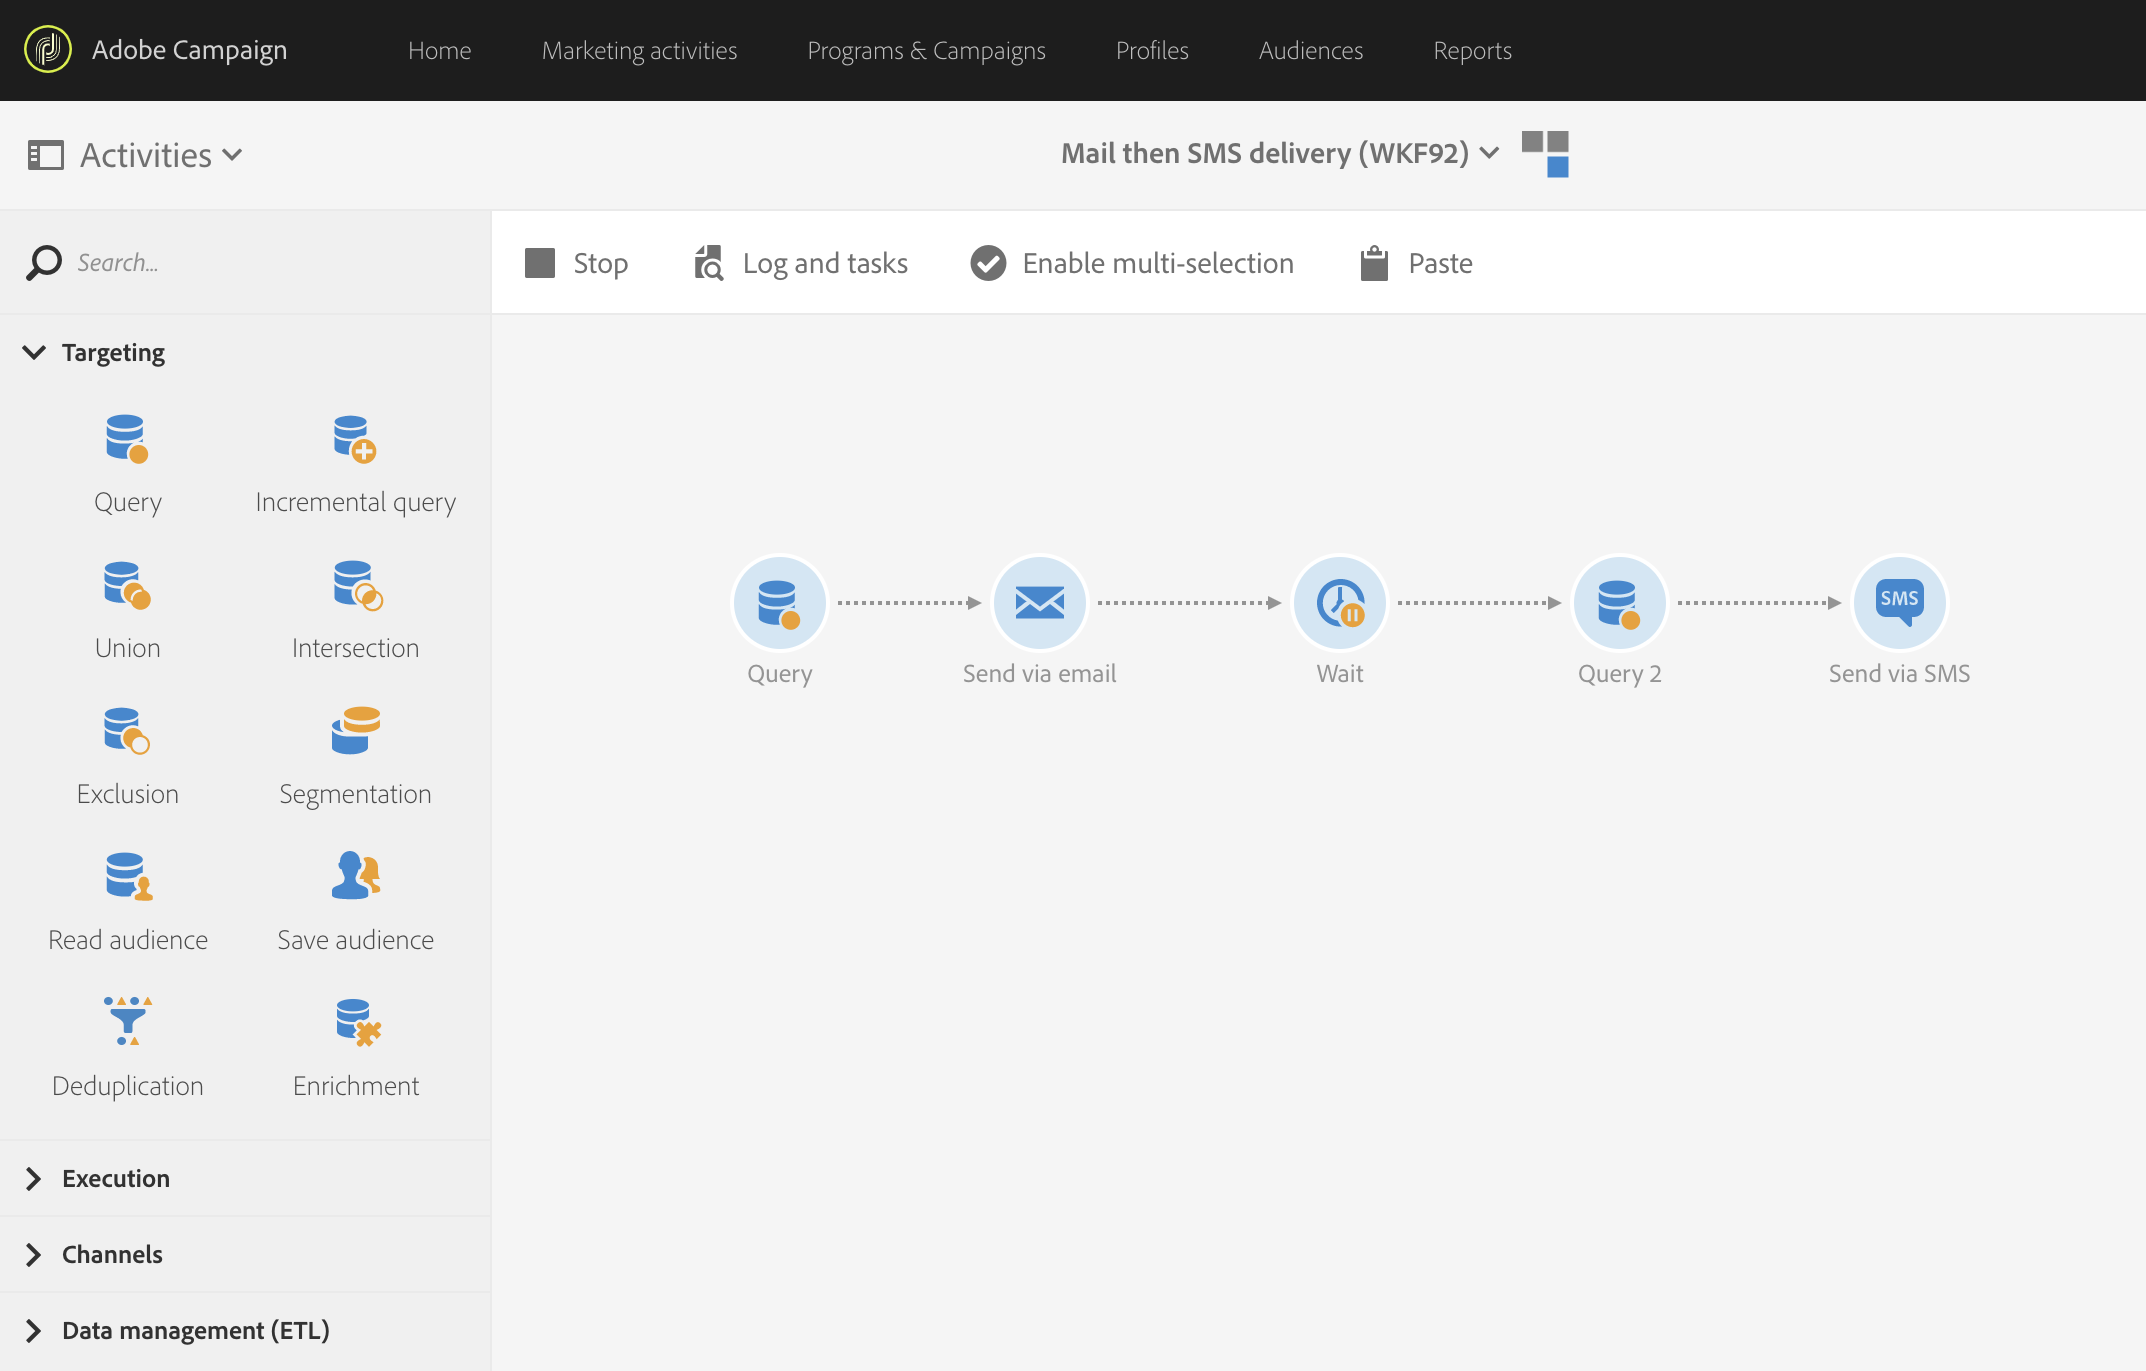 Adobe Campaign Home Marketing activities Programs & Campaigns Profiles Audiences Reports
Activities
Mail then SMS delivery (WKF92)
Search...
Stop Log and tasks Enable multi-selection Paste
Targeting
Query Incremental query
Union Intersection
Exclusion Segmentation
Read audience Save audience
Deduplication Enrichment
Execution
Channels
Data management (ETL)
SMS
Query Send via email Wait Query 2 Send via SMS